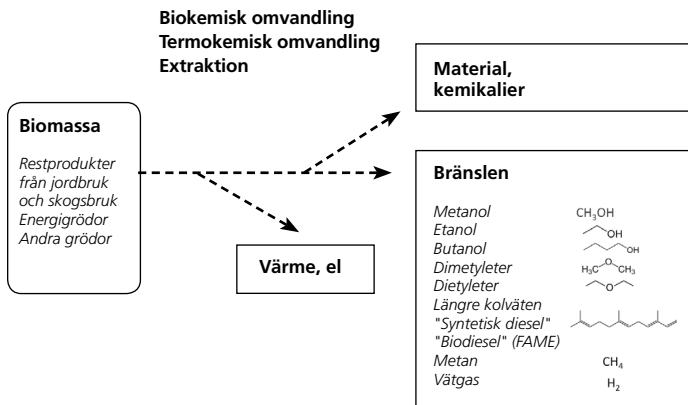 Biokemisk omvandling
Termokemisk omvandling
Extraktion
Material,
kemikalier
Biomassa
Restprodukter
från jordbruk
och skogsbruk
Energigrödor
Andra grödor
Värme, el
Bränslen
Metanol CH₃OH
Etanol OH
Butanol OH
Dimetyleter H₃C O CH₃
Dietyleter O
Längre kolväten
"Syntetisk diesel"
"Biodiesel" (FAME)
Metan CH₄
Vätgas H₂